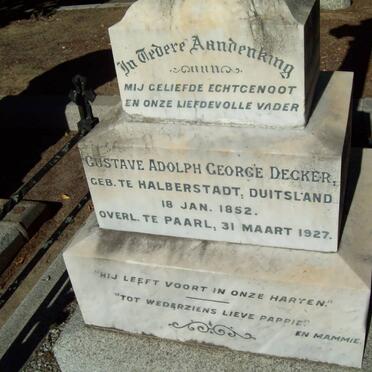 In Tedere Aandenking
AAN
MIJ GELIEFDE ECHTGENOOT
EN ONZE LIEFDEVOLLE VADER
GUSTAVE ADOLPH GEORGE DECKER,
GEB. TE HALBERSTADT, DUITSLAND
18 JAN. 1852.
OVERL. TE PAARL, 31 MAART 1927.
"HIJ LEEFT VOORT IN ONZE HARTEN."
"TOT WEDERZIENS LIEVE PAPPIE"
EN MAMMIE.